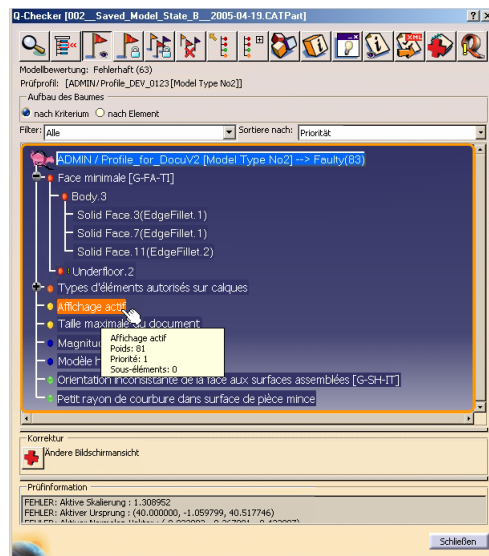 Q-Checker [002__Saved_Model_State_B__2005-04-19.CATPart]
Modellbewertung: Fehlerhaft (63)
Prüfprofil: [ADMIN/Profile_DEV_0123[Model Type No2]]
Aufbau des Baumes
nach Kriterium nach Element
Filter: Alle Sortiere nach: Priorität
ADMIN / Profile_for_DocuV2 [Model Type No2] --> Faulty(83)
Face minimale [G-FA-TI]
Body.3
Solid Face.3(EdgeFillet.1)
Solid Face.7(EdgeFillet.1)
Solid Face.11(EdgeFillet.2)
Underfloor.2
Types d'éléments autorisés sur calques
Affichage actif
Taille maximale du document
Affichage actif
Poids: 81
Priorité: 1
Sous-éléments: 0
Orientation inconsistante de la face aux surfaces assemblées [G-SH-IT]
Petit rayon de courbure dans surface de pièce mince
Korrektur
Ändere Bildschirmansicht
Prüfinformation
FEHLER: Aktive Skalierung : 1.308952
FEHLER: Aktiver Ursprung : (40.000000, -1.059799, 40.517746)
Schließen